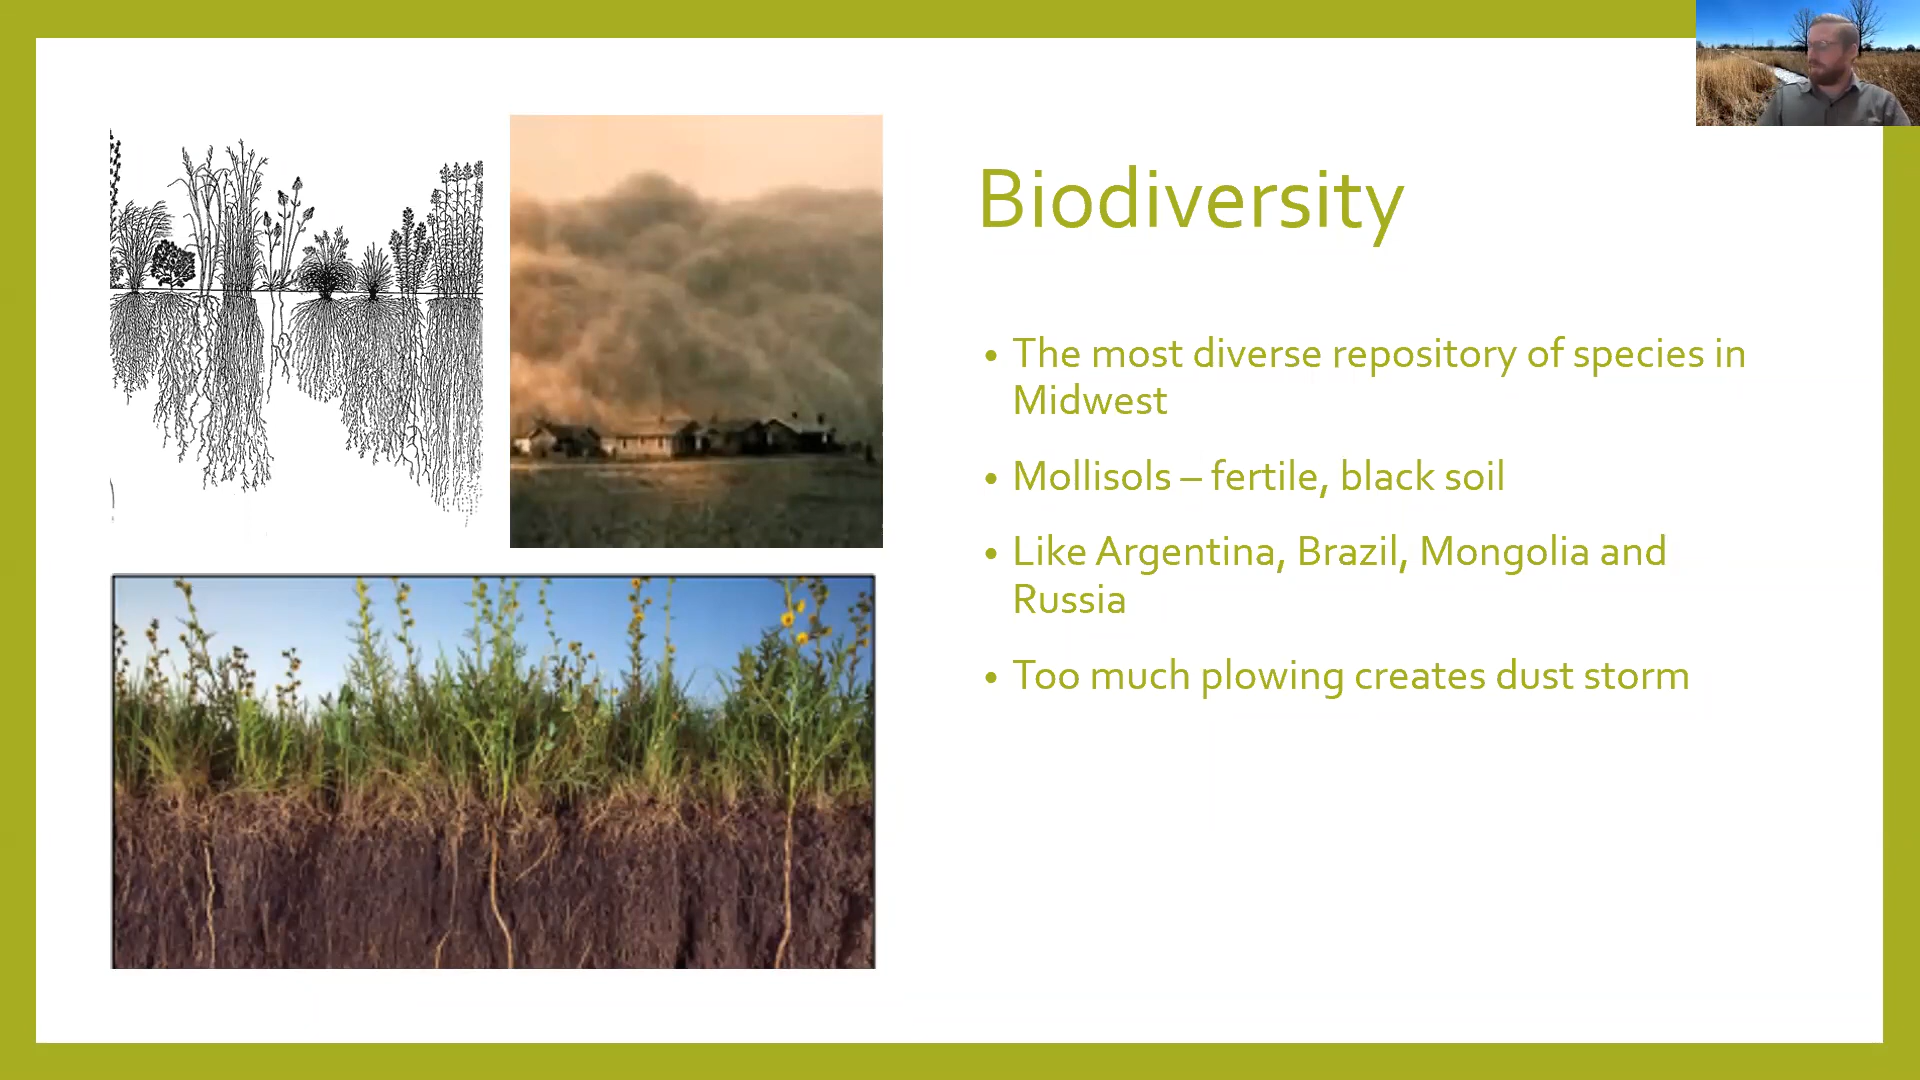 Biodiversity
• The most diverse repository of species in
Midwest
• Mollisols – fertile, black soil
• Like Argentina, Brazil, Mongolia and
Russia
• Too much plowing creates dust storm